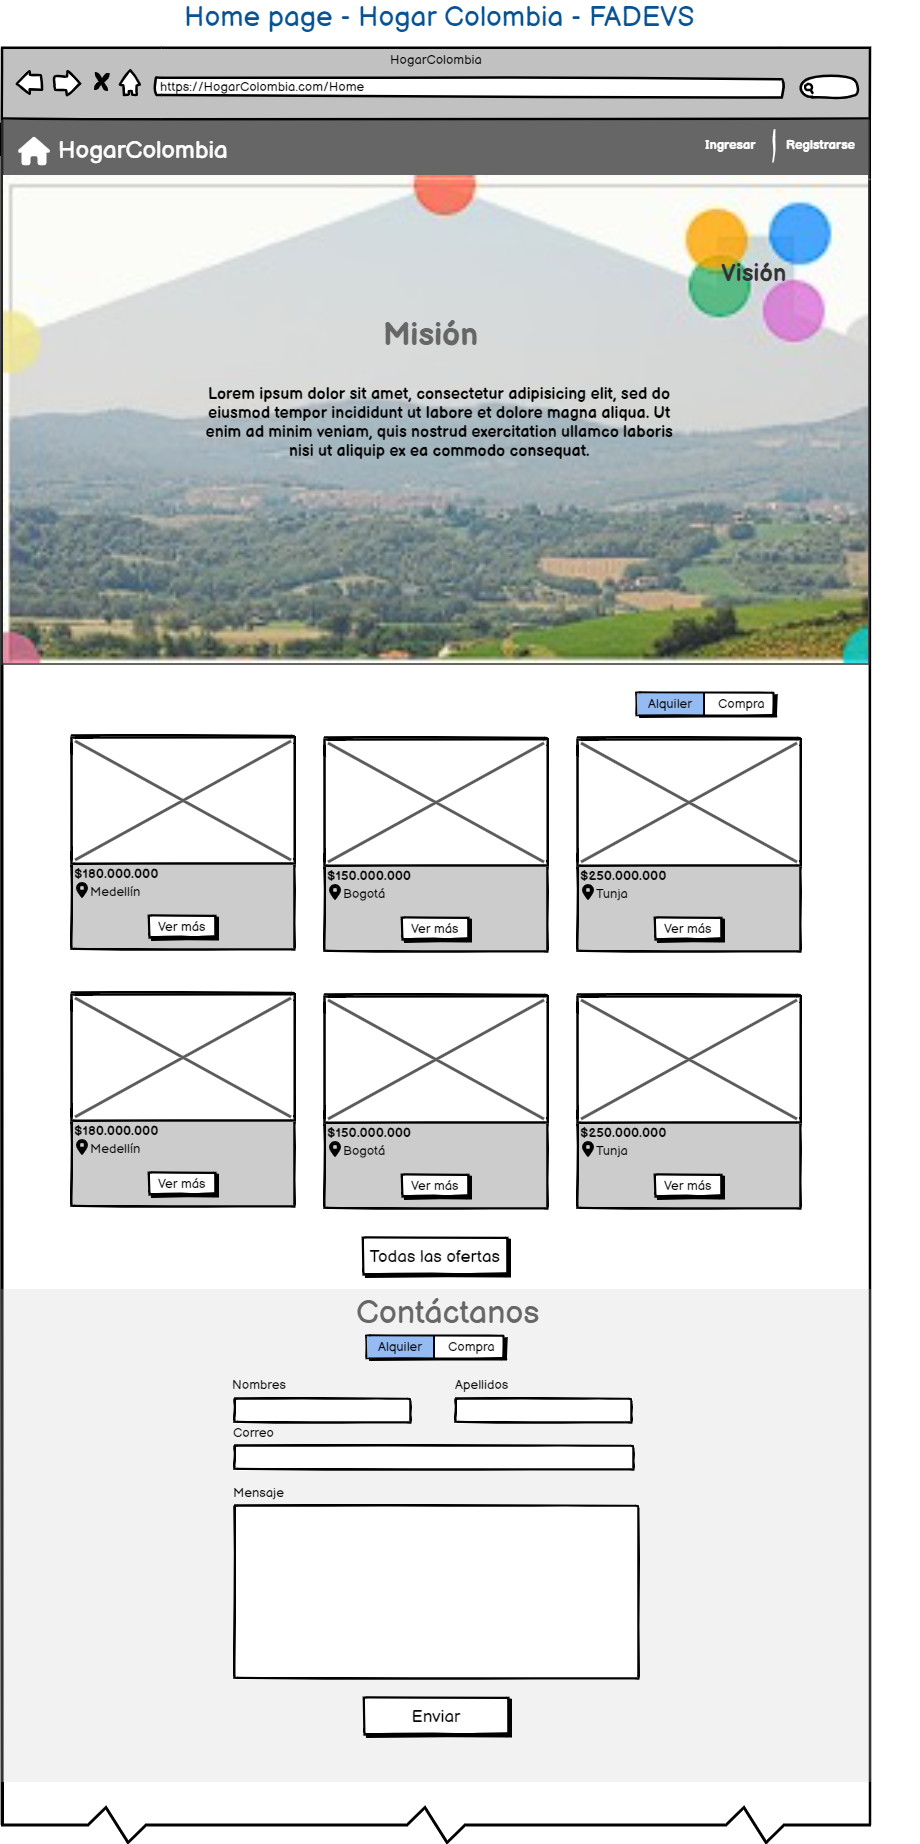 Home page - Hogar Colombia - FADEVS
HogarColombia
https://HogarColombia.com/Home
HogarColombia
Ingresar
Registrarse
Visión
Misión
Lorem ipsum dolor sit amet, consectetur adipisicing elit, sed do
eiusmod tempor incididunt ut labore et dolore magna aliqua. Ut
enim ad minim veniam, quis nostrud exercitation ullamco laboris
nisi ut aliquip ex ea commodo consequat.
Alquiler Compra
$180.000.000
Medellín
Ver más
$150.000.000
Bogotá
Ver más
$250.000.000
Tunja
Ver más
$180.000.000
Medellín
Ver más
$150.000.000
Bogotá
Ver más
$250.000.000
Tunja
Ver más
Todas las ofertas
Contáctanos
Alquiler Compra
Nombres
Apellidos
Correo
Mensaje
Enviar